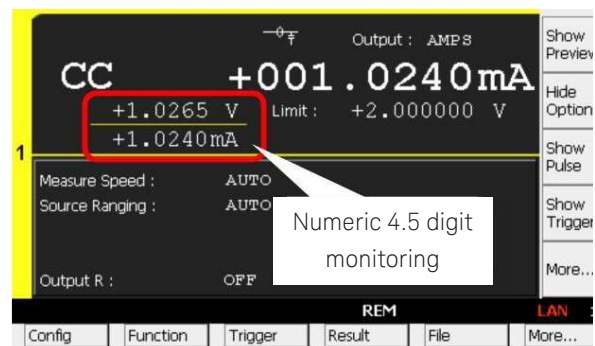 Output : AMPS
CC +001.0240mA
+1.0265 V Limit : +2.000000 V
+1.0240mA
1
Measure Speed : AUTO
Source Ranging : AUTO
Numeric 4.5 digit
monitoring
Output R : OFF
Show
Preview
Hide
Option
Show
Pulse
Show
Trigger
More...
REM LAN
Config Function Trigger Result File More...